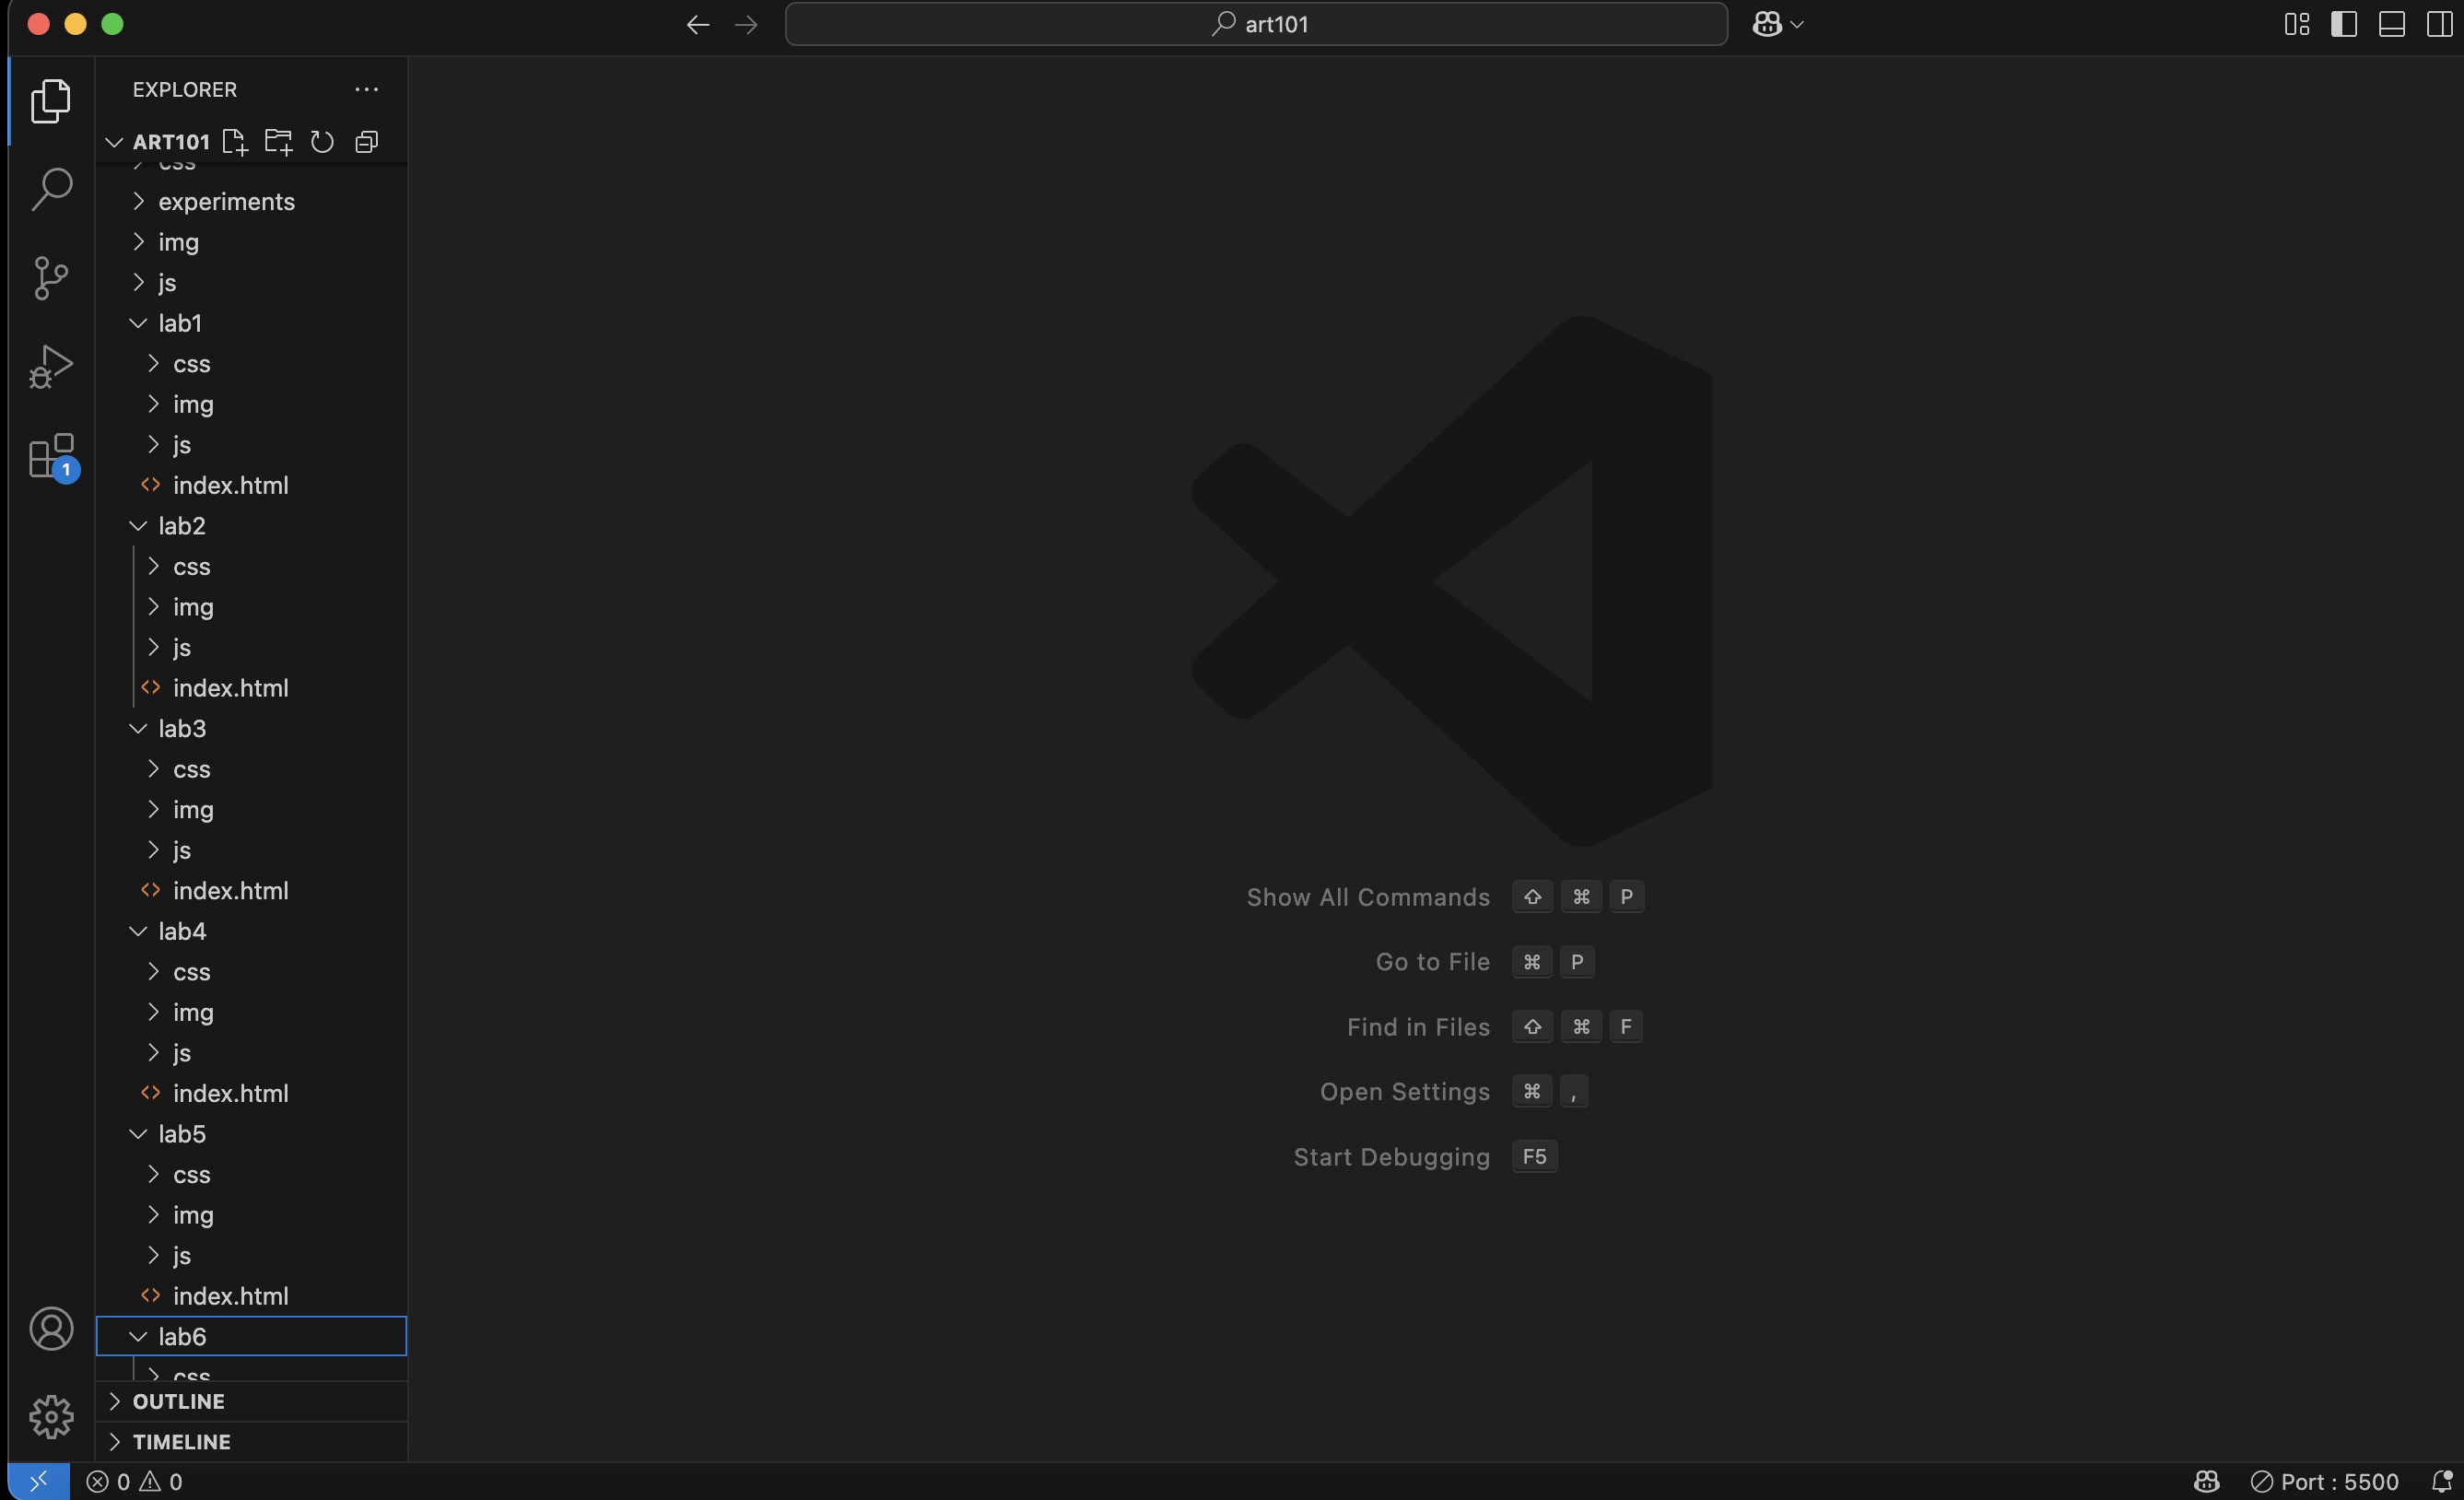 art101
EXPLORER
ART101
css
experiments
img
js
lab1
css
img
js
index.html
lab2
css
img
js
index.html
lab3
css
img
js
index.html
lab4
css
img
js
index.html
lab5
css
img
js
index.html
lab6
css
OUTLINE
TIMELINE
1
Show All Commands ⇧ ⌘ P
Go to File ⌘ P
Find in Files ⇧ ⌘ F
Open Settings ⌘ ,
Start Debugging F5
0 0
Port : 5500